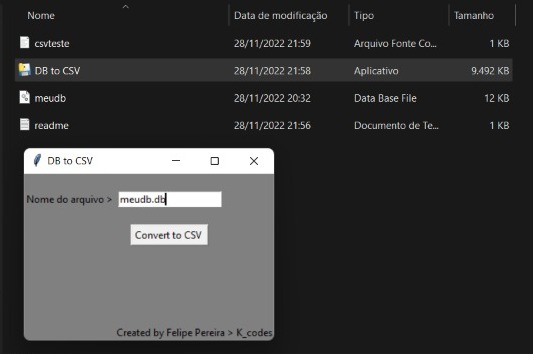 Nome Data de modificação Tipo Tamanho
csvteste 28/11/2022 21:59 Arquivo Fonte Co... 1 KB
DB to CSV 28/11/2022 21:58 Aplicativo 9.492 KB
meudb 28/11/2022 20:32 Data Base File 12 KB
readme 28/11/2022 21:56 Documento de Te... 1 KB
DB to CSV
Nome do arquivo > meudb.db
Convert to CSV
Created by Felipe Pereira > K_codes